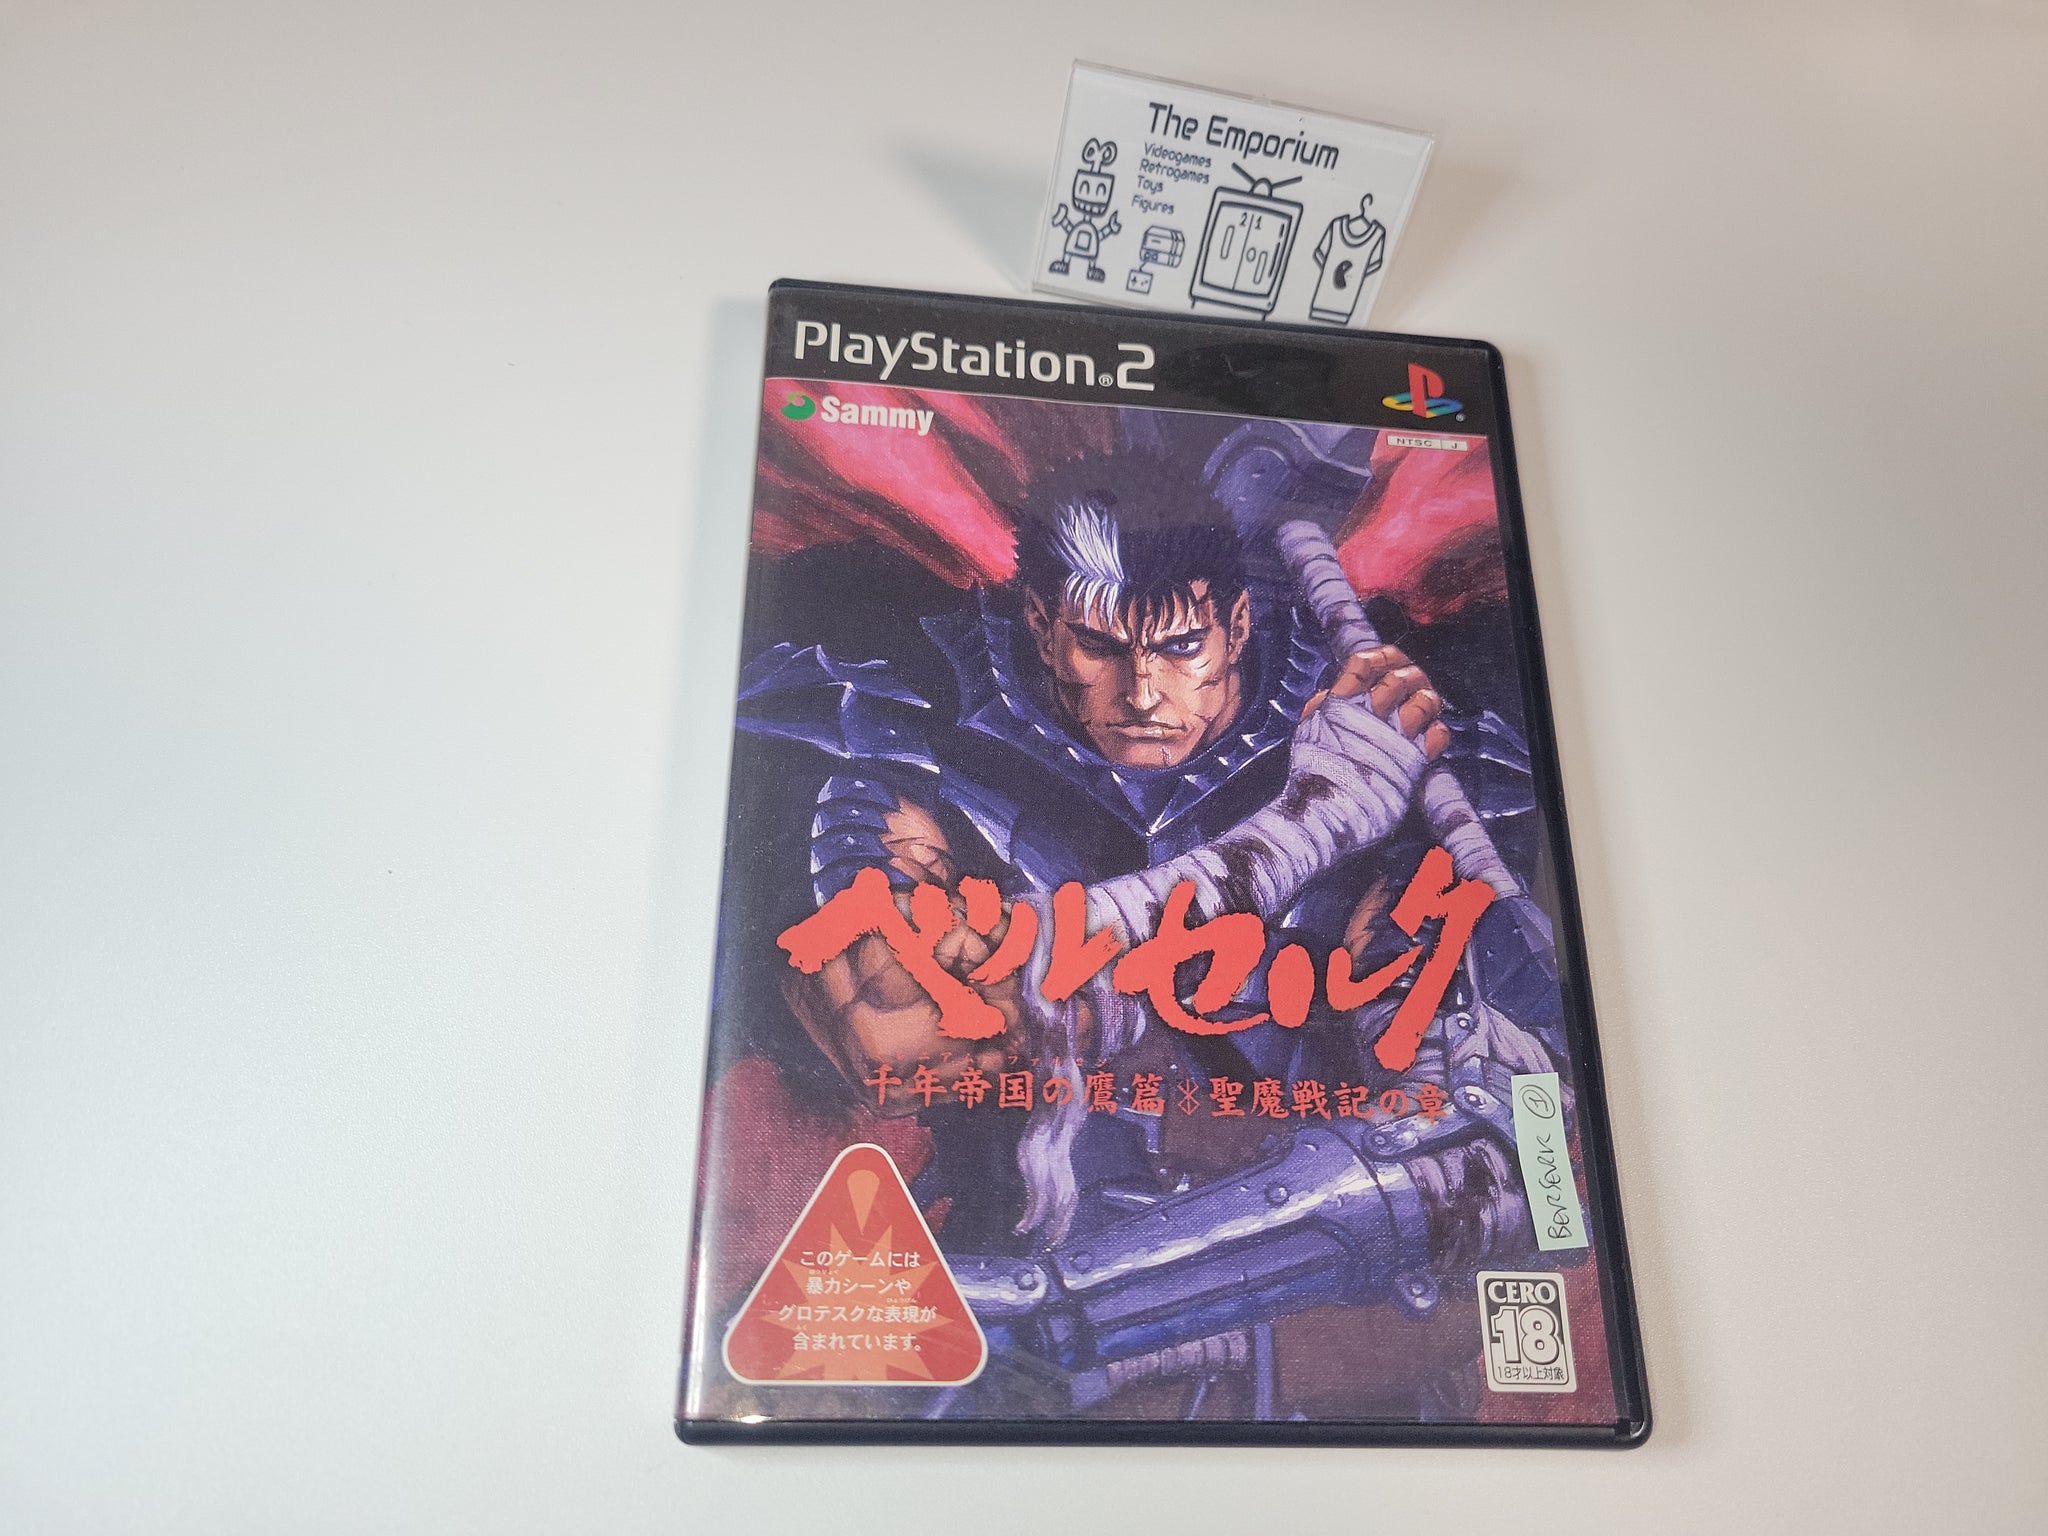 The Emporium
Videogames
Retrogames
Toys
Figures
21
PlayStation®2
Sammy
NTSC J
ベルセルク
千年帝国の鷹篇 聖魔戦記の章
このゲームには
暴力シーンや
グロテスクな表現が
含まれています。
BERSERK 1
CERO
18
18才以上対象